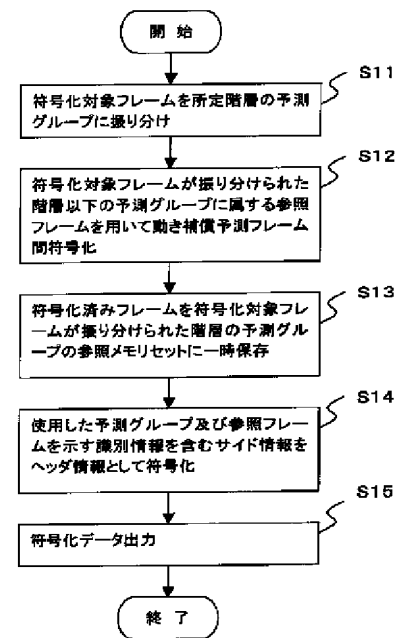 開 始
S11
符号化対象フレームを所定階層の予測
グループに振り分け
S12
符号化対象フレームが振り分けられた
階層以下の予測グループに属する参照
フレームを用いて動き補償予測フレーム
間符号化
S13
符号化済みフレームを符号化対象フレ
ームが振り分けられた階層の予測グル
ープの参照メモリセットに一時保存
S14
使用した予測グループ及び参照フレー
ムを示す識別情報を含むサイド情報を
ヘッダ情報として符号化
S15
符号化データ出力
終 了